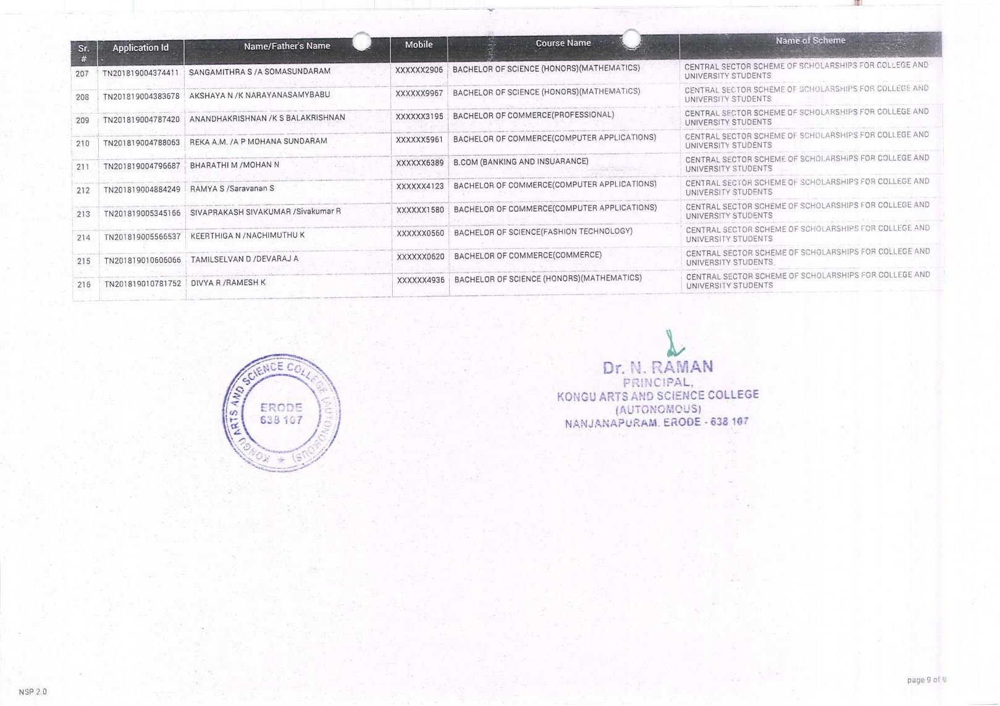 Sr. # Application Id Name/Father's Name Mobile Course Name Name of Scheme
207 TN201819004374411 SANGAMITHRA S /A SOMASUNDARAM XXXXXX2906 BACHELOR OF SCIENCE (HONORS)(MATHEMATICS) CENTRAL SECTOR SCHEME OF SCHOLARSHIPS FOR COLLEGE AND
UNIVERSITY STUDENTS
208 TN201819004383678 AKSHAYA N /K NARAYANASAMYBABU XXXXXX9967 BACHELOR OF SCIENCE (HONORS)(MATHEMATICS) CENTRAL SECTOR SCHEME OF SCHOLARSHIPS FOR COLLEGE AND
UNIVERSITY STUDENTS
209 TN201819004787420 ANANDHAKRISHNAN /K S BALAKRISHNAN XXXXXX3195 BACHELOR OF COMMERCE(PROFESSIONAL) CENTRAL SECTOR SCHEME OF SCHOLARSHIPS FOR COLLEGE AND
UNIVERSITY STUDENTS
210 TN201819004788063 REKA A.M. /A P MOHANA SUNDARAM XXXXXX5961 BACHELOR OF COMMERCE(COMPUTER APPLICATIONS) CENTRAL SECTOR SCHEME OF SCHOLARSHIPS FOR COLLEGE AND
UNIVERSITY STUDENTS
211 TN201819004796687 BHARATHI M /MOHAN N XXXXXX6389 B.COM (BANKING AND INSUARANCE) CENTRAL SECTOR SCHEME OF SCHOLARSHIPS FOR COLLEGE AND
UNIVERSITY STUDENTS
212 TN201819004884249 RAMYA S /Saravanan S XXXXXX4123 BACHELOR OF COMMERCE(COMPUTER APPLICATIONS) CENTRAL SECTOR SCHEME OF SCHOLARSHIPS FOR COLLEGE AND
UNIVERSITY STUDENTS
213 TN201819005345166 SIVAPRAKASH SIVAKUMAR /Sivakumar R XXXXXX1580 BACHELOR OF COMMERCE(COMPUTER APPLICATIONS) CENTRAL SECTOR SCHEME OF SCHOLARSHIPS FOR COLLEGE AND
UNIVERSITY STUDENTS
214 TN201819005566537 KEERTHIGA N /NACHIMUTHU K XXXXXX0560 BACHELOR OF SCIENCE(FASHION TECHNOLOGY) CENTRAL SECTOR SCHEME OF SCHOLARSHIPS FOR COLLEGE AND
UNIVERSITY STUDENTS
215 TN201819010606066 TAMILSELVAN D /DEVARAJ A XXXXXX0620 BACHELOR OF COMMERCE(COMMERCE) CENTRAL SECTOR SCHEME OF SCHOLARSHIPS FOR COLLEGE AND
UNIVERSITY STUDENTS
216 TN201819010781752 DIVYA R /RAMESH K XXXXXX4936 BACHELOR OF SCIENCE (HONORS)(MATHEMATICS) CENTRAL SECTOR SCHEME OF SCHOLARSHIPS FOR COLLEGE AND
UNIVERSITY STUDENTS
KONGU ARTS AND SCIENCE COLLEGE (AUTONOMOUS)
ERODE
638 107
Dr. N. RAMAN
PRINCIPAL,
KONGU ARTS AND SCIENCE COLLEGE
(AUTONOMOUS)
NANJANAPURAM. ERODE - 638 107
NSP 2.0
page 9 of 9